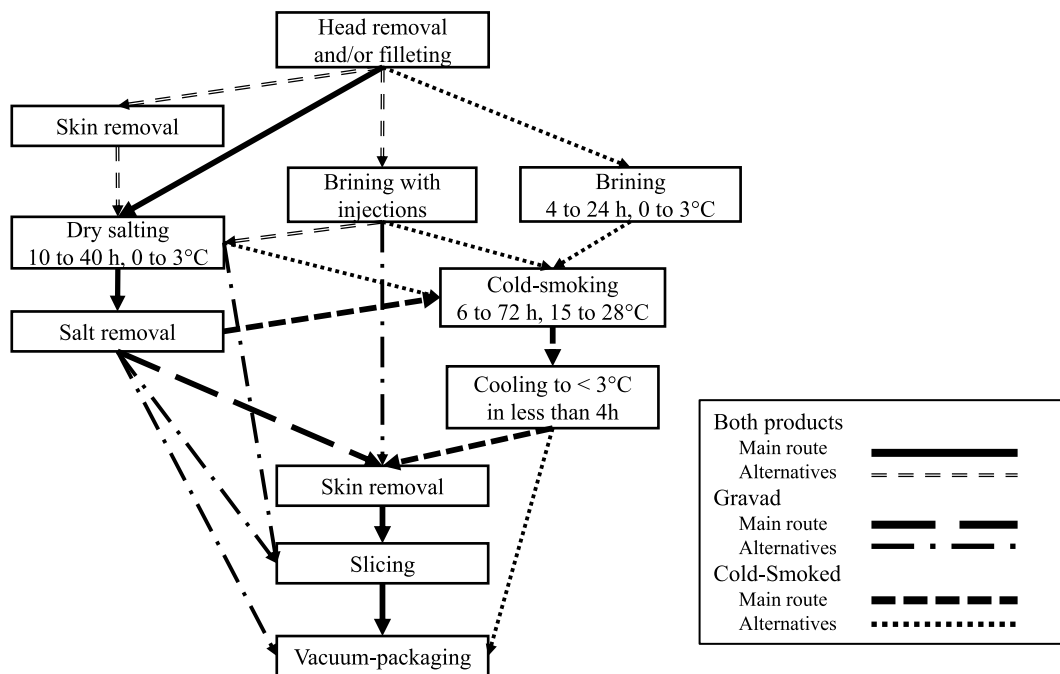 Head removal
and/or filleting
Skin removal
Brining with
injections
Brining
4 to 24 h, 0 to 3°C
Dry salting
10 to 40 h, 0 to 3°C
Cold-smoking
6 to 72 h, 15 to 28°C
Salt removal
Cooling to < 3°C
in less than 4h
Skin removal
Slicing
Vacuum-packaging
Both products
Main route
Alternatives
Gravad
Main route
Alternatives
Cold-Smoked
Main route
Alternatives